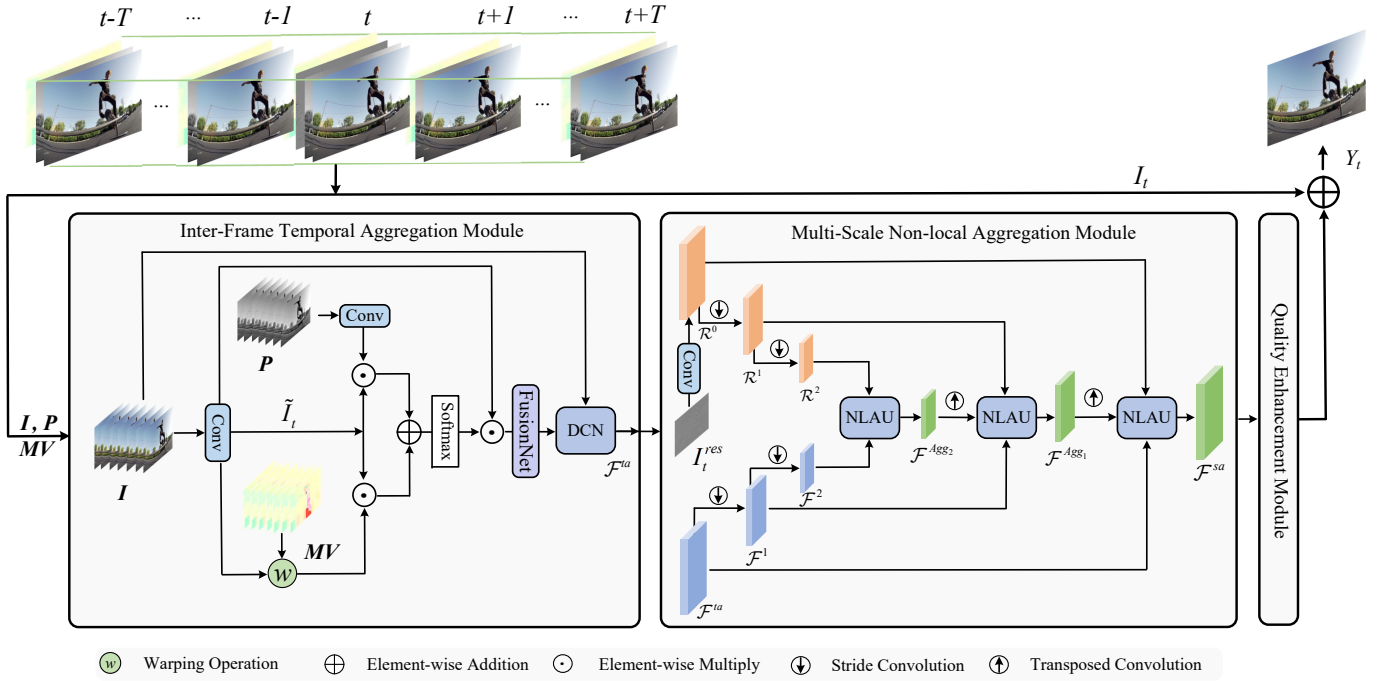 t-T ... t-1 t t+1 ... t+T
... ...
Y_t
I_t
Inter-Frame Temporal Aggregation Module
Multi-Scale Non-local Aggregation Module
Quality Enhancement Module
I , P
MV
P
Conv
I
Conv
Ĩ_t
MV
w
Softmax
FusionNet
DCN
ℱ^{ta}
ℛ^0
ℛ^1
ℛ^2
Conv
I_t^{res}
NLAU
NLAU
NLAU
ℱ^{Agg_2}
ℱ^{Agg_1}
ℱ^{sa}
ℱ^2
ℱ^1
ℱ^{ta}
w Warping Operation
Element-wise Addition
Element-wise Multiply
Stride Convolution
Transposed Convolution